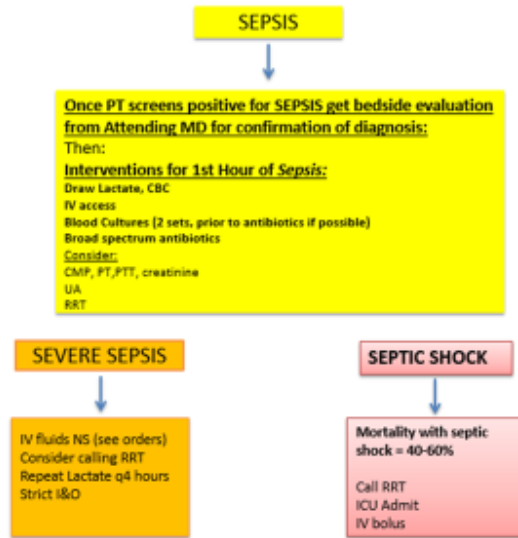 SEPSIS
Once PT screens positive for SEPSIS get bedside evaluation
from Attending MD for confirmation of diagnosis:
Then:
Interventions for 1st Hour of Sepsis:
Draw Lactate, CBC
IV access
Blood Cultures (2 sets, prior to antibiotics if possible)
Broad spectrum antibiotics
Consider:
CMP, PT,PTT, creatinine
UA
RRT
SEVERE SEPSIS
IV fluids NS (see orders)
Consider calling RRT
Repeat Lactate q4 hours
Strict I&O
SEPTIC SHOCK
Mortality with septic
shock = 40-60%
Call RRT
ICU Admit
IV bolus